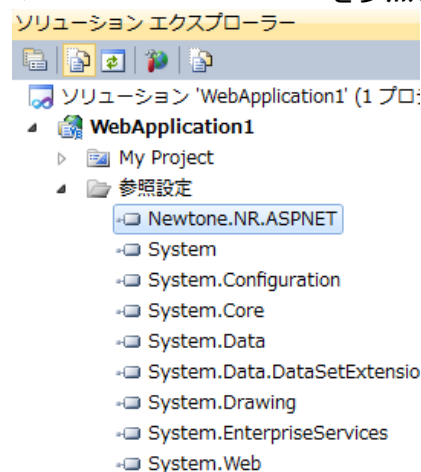 ソリューション エクスプローラー
ソリューション 'WebApplication1' (1 プロ
WebApplication1
My Project
参照設定
Newtone.NR.ASPNET
System
System.Configuration
System.Core
System.Data
System.Data.DataSetExtensio
System.Drawing
System.EnterpriseServices
System.Web